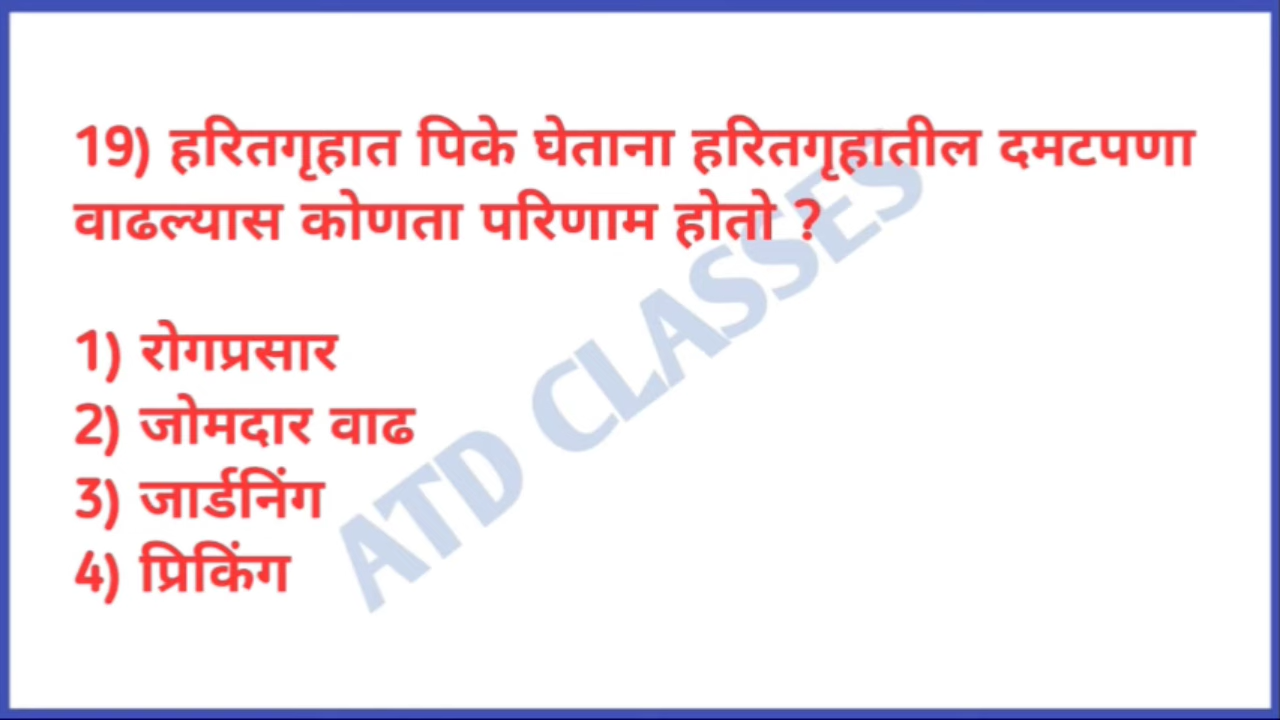 19) हरितगृहात पिके घेताना हरितगृहातील दमटपणा
वाढल्यास कोणता परिणाम होतो ?
1) रोगप्रसार
2) जोमदार वाढ
3) जार्डनिंग
4) प्रिकिंग
ATD CLASSES